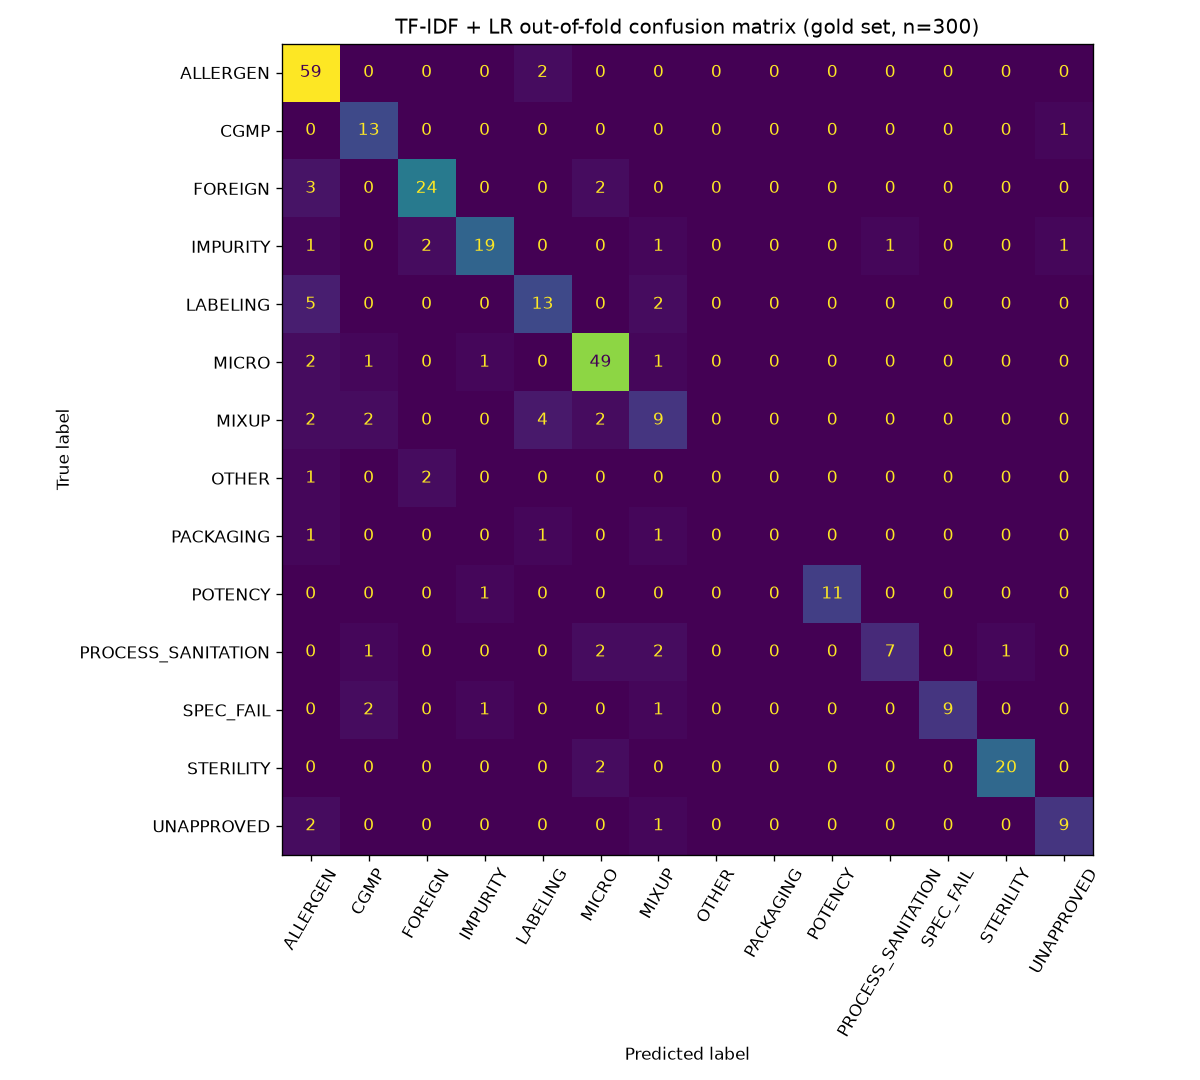 TF-IDF + LR out-of-fold confusion matrix (gold set, n=300)
ALLERGEN 59 0 0 0 2 0 0 0 0 0 0 0 0 0
CGMP 0 13 0 0 0 0 0 0 0 0 0 0 0 1
FOREIGN 3 0 24 0 0 2 0 0 0 0 0 0 0 0
IMPURITY 1 0 2 19 0 0 1 0 0 0 1 0 0 1
LABELING 5 0 0 0 13 0 2 0 0 0 0 0 0 0
MICRO 2 1 0 1 0 49 1 0 0 0 0 0 0 0
MIXUP 2 2 0 0 4 2 9 0 0 0 0 0 0 0
OTHER 1 0 2 0 0 0 0 0 0 0 0 0 0 0
PACKAGING 1 0 0 0 1 0 1 0 0 0 0 0 0 0
POTENCY 0 0 0 1 0 0 0 0 0 11 0 0 0 0
PROCESS_SANITATION 0 1 0 0 0 2 2 0 0 0 7 0 1 0
SPEC_FAIL 0 2 0 1 0 0 1 0 0 0 0 9 0 0
STERILITY 0 0 0 0 0 2 0 0 0 0 0 0 20 0
UNAPPROVED 2 0 0 0 0 0 1 0 0 0 0 0 0 9
True label
ALLERGEN CGMP FOREIGN IMPURITY LABELING MICRO MIXUP OTHER PACKAGING POTENCY PROCESS_SANITATION SPEC_FAIL STERILITY UNAPPROVED
Predicted label